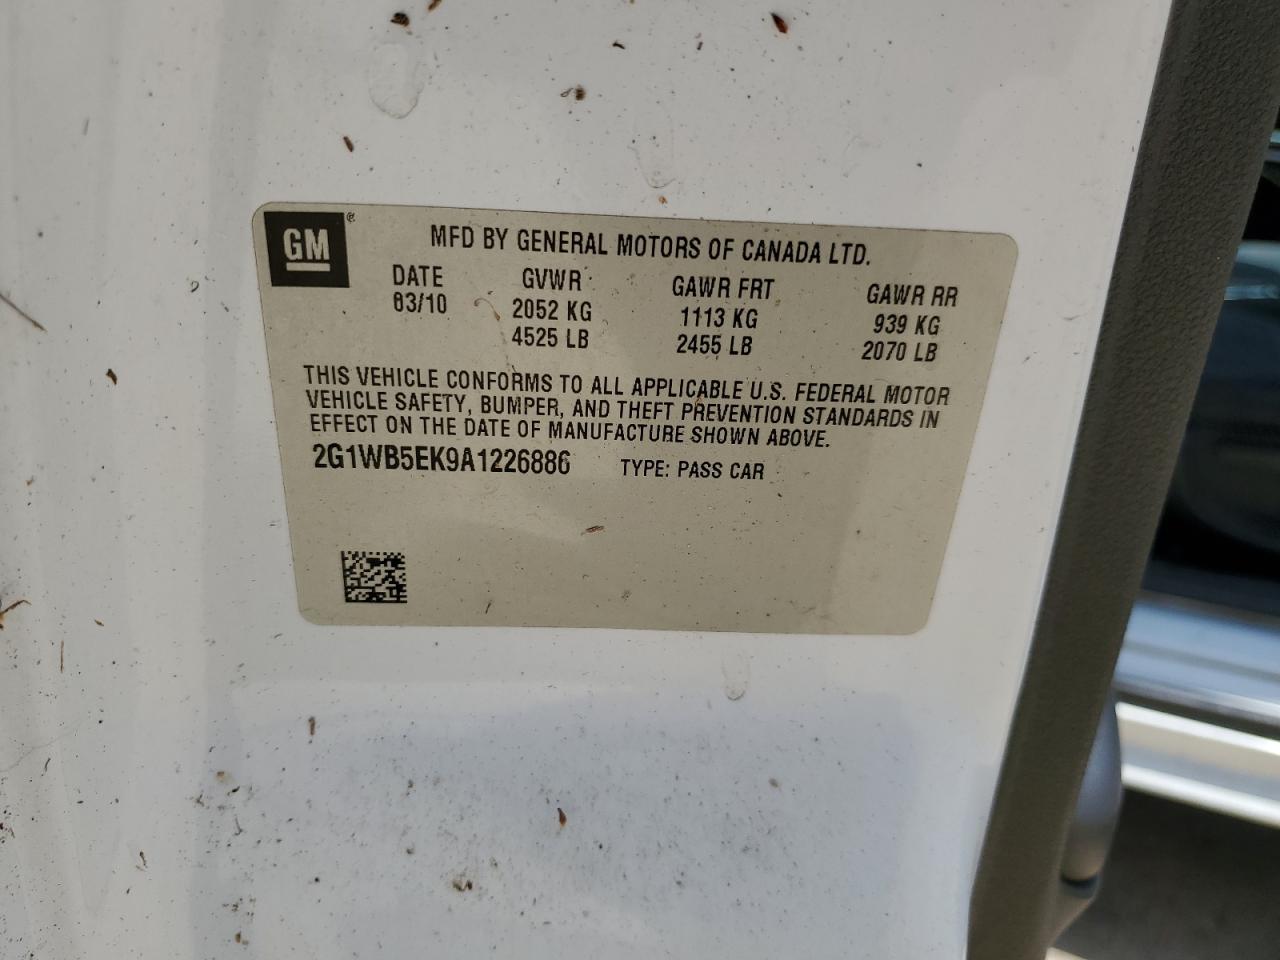 GM®
MFD BY GENERAL MOTORS OF CANADA LTD.
DATE GVWR GAWR FRT GAWR RR
03/10 2052 KG 1113 KG 939 KG
4525 LB 2455 LB 2070 LB
THIS VEHICLE CONFORMS TO ALL APPLICABLE U.S. FEDERAL MOTOR
VEHICLE SAFETY, BUMPER, AND THEFT PREVENTION STANDARDS IN
EFFECT ON THE DATE OF MANUFACTURE SHOWN ABOVE.
2G1WB5EK9A1226886 TYPE: PASS CAR